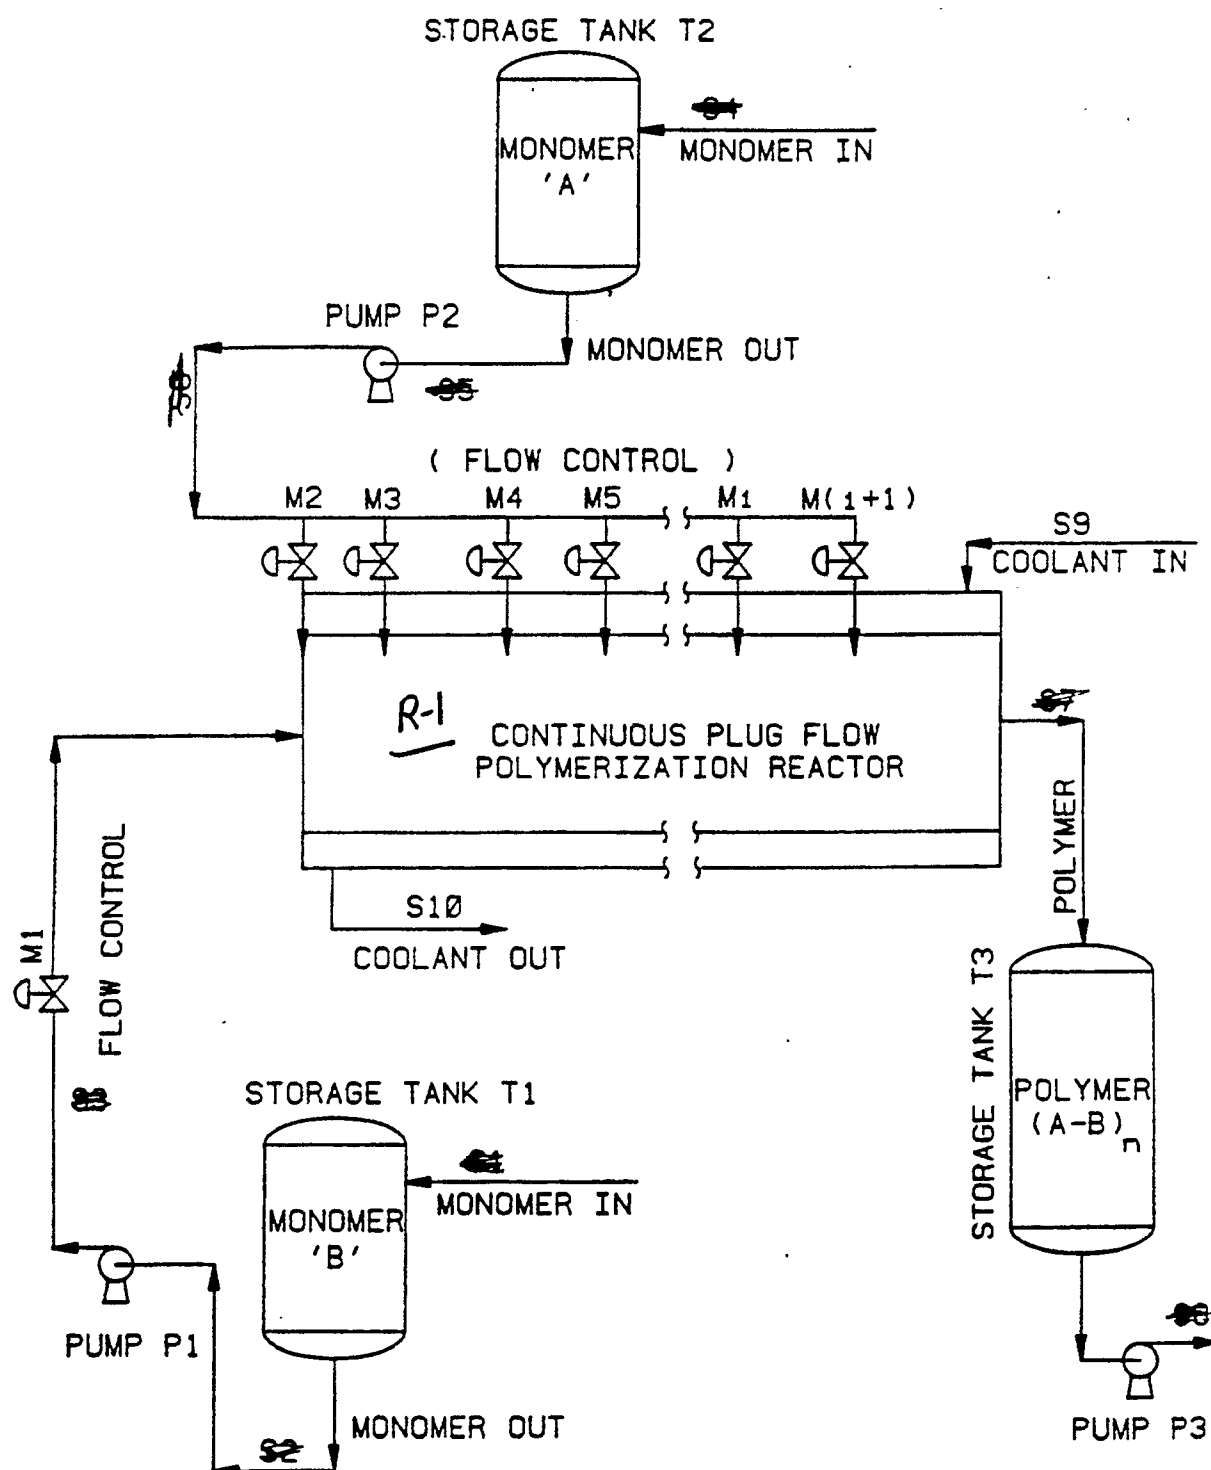 STORAGE TANK T2
MONOMER
'A'
MONOMER IN
PUMP P2
MONOMER OUT
( FLOW CONTROL )
M2 M3 M4 M5 Mi M(i+1)
S9
COOLANT IN
R-1
CONTINUOUS PLUG FLOW
POLYMERIZATION REACTOR
POLYMER
S10
COOLANT OUT
M1
FLOW CONTROL
STORAGE TANK T3
POLYMER
(A-B)n
STORAGE TANK T1
MONOMER
'B'
MONOMER IN
PUMP P1
MONOMER OUT
S2
PUMP P3